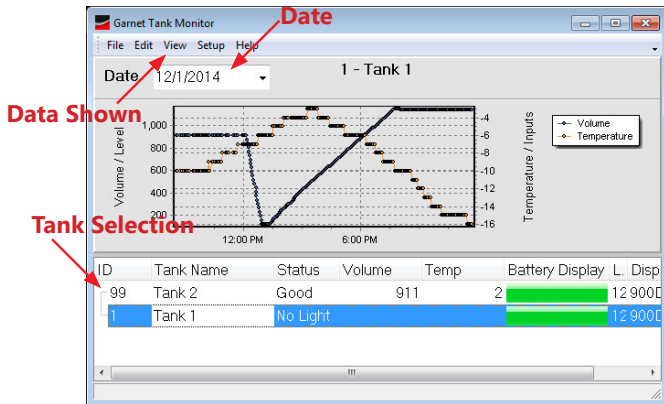 Garnet Tank Monitor
Date
File Edit View Setup Help
Date 12/1/2014
1 - Tank 1
Data Shown
Volume / Level
1,000
800
600
400
200
-4
-6
-8
-10
-12
-14
-16
Temperature / Inputs
Volume
Temperature
12:00 PM 6:00 PM
Tank Selection
ID Tank Name Status Volume Temp Battery Display L. Disp
99 Tank 2 Good 911 2 12 900D
1 Tank 1 No Light 12 900D